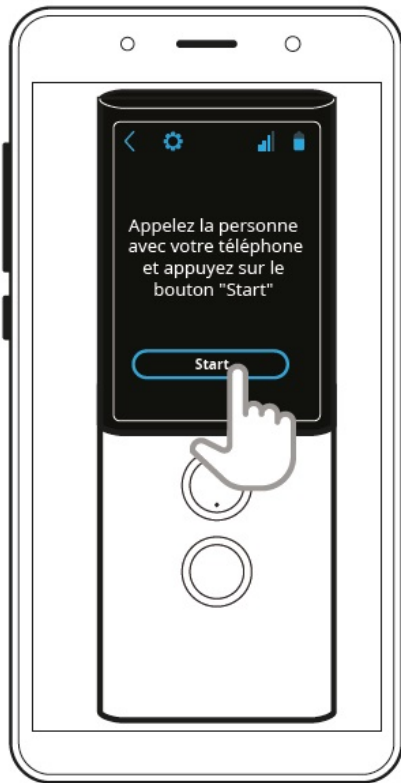 Appelez la personne
avec votre téléphone
et appuyez sur le
bouton "Start"
Start